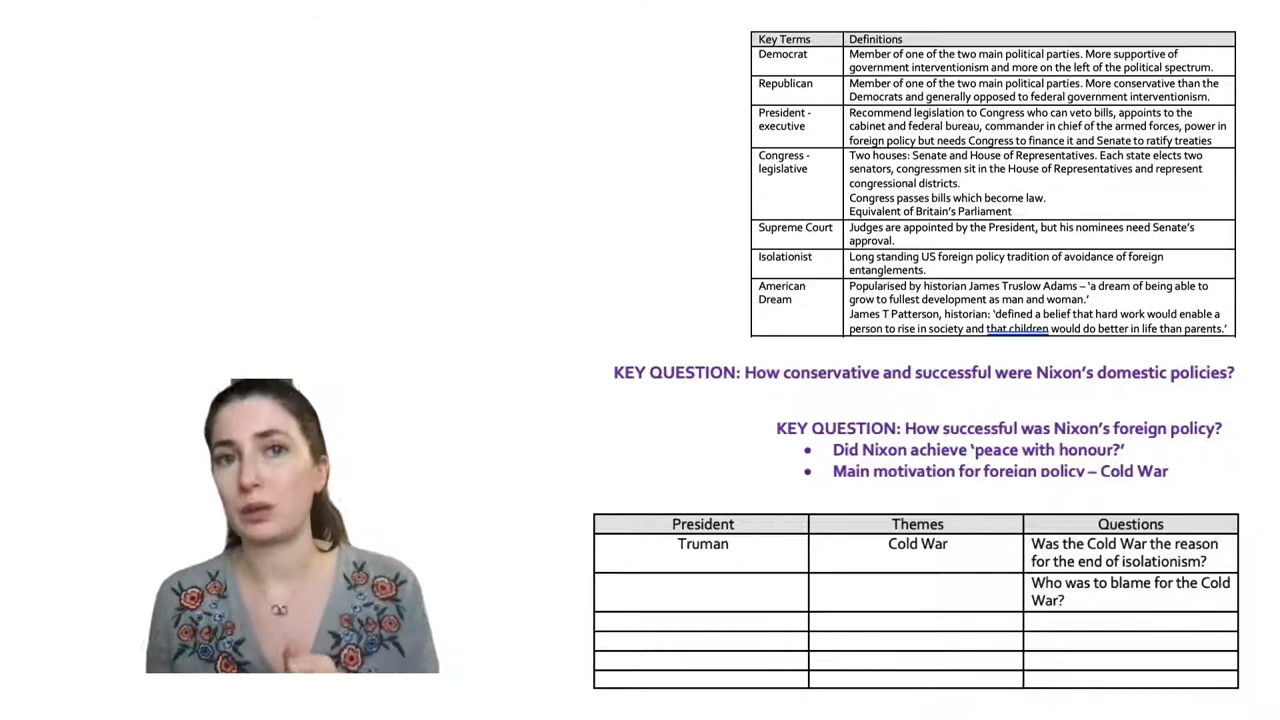 Key Terms Definitions
Democrat Member of one of the two main political parties. More supportive of
government interventionism and more on the left of the political spectrum.
Republican Member of one of the two main political parties. More conservative than the
Democrats and generally opposed to federal government interventionism.
President - Recommend legislation to Congress who can veto bills, appoints to the
executive cabinet and federal bureau, commander in chief of the armed forces, power in
foreign policy but needs Congress to finance it and Senate to ratify treaties
Congress - Two houses: Senate and House of Representatives. Each state elects two
legislative senators, congressmen sit in the House of Representatives and represent
congressional districts.
Congress passes bills which become law.
Equivalent of Britain's Parliament
Supreme Court Judges are appointed by the President, but his nominees need Senate's
approval.
Isolationist Long standing US foreign policy tradition of avoidance of foreign
entanglements.
American Popularised by historian James Truslow Adams – 'a dream of being able to
Dream grow to fullest development as man and woman.'
James T Patterson, historian: 'defined a belief that hard work would enable a
person to rise in society and that children would do better in life than parents.'
KEY QUESTION: How conservative and successful were Nixon's domestic policies?
KEY QUESTION: How successful was Nixon's foreign policy?
• Did Nixon achieve 'peace with honour?'
• Main motivation for foreign policy – Cold War
President Themes Questions
Truman Cold War Was the Cold War the reason
for the end of isolationism?
Who was to blame for the Cold
War?